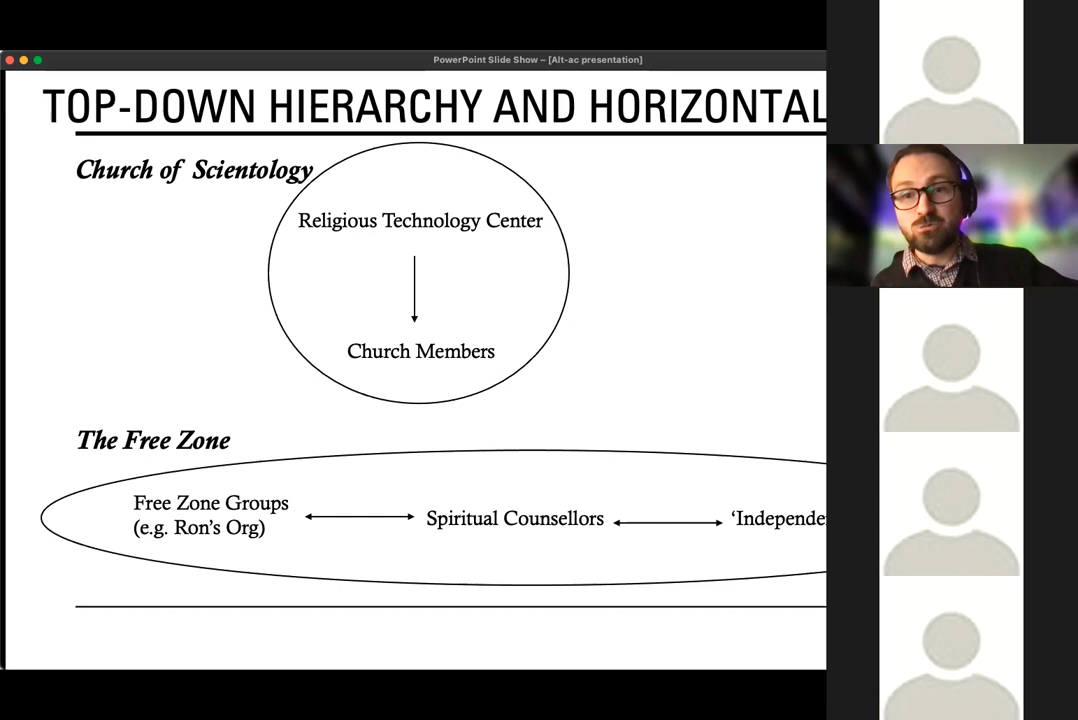 PowerPoint Slide Show – [Alt-ac presentation]
TOP-DOWN HIERARCHY AND HORIZONTAL
Church of Scientology
Religious Technology Center
Church Members
The Free Zone
Free Zone Groups
(e.g. Ron's Org)
Spiritual Counsellors